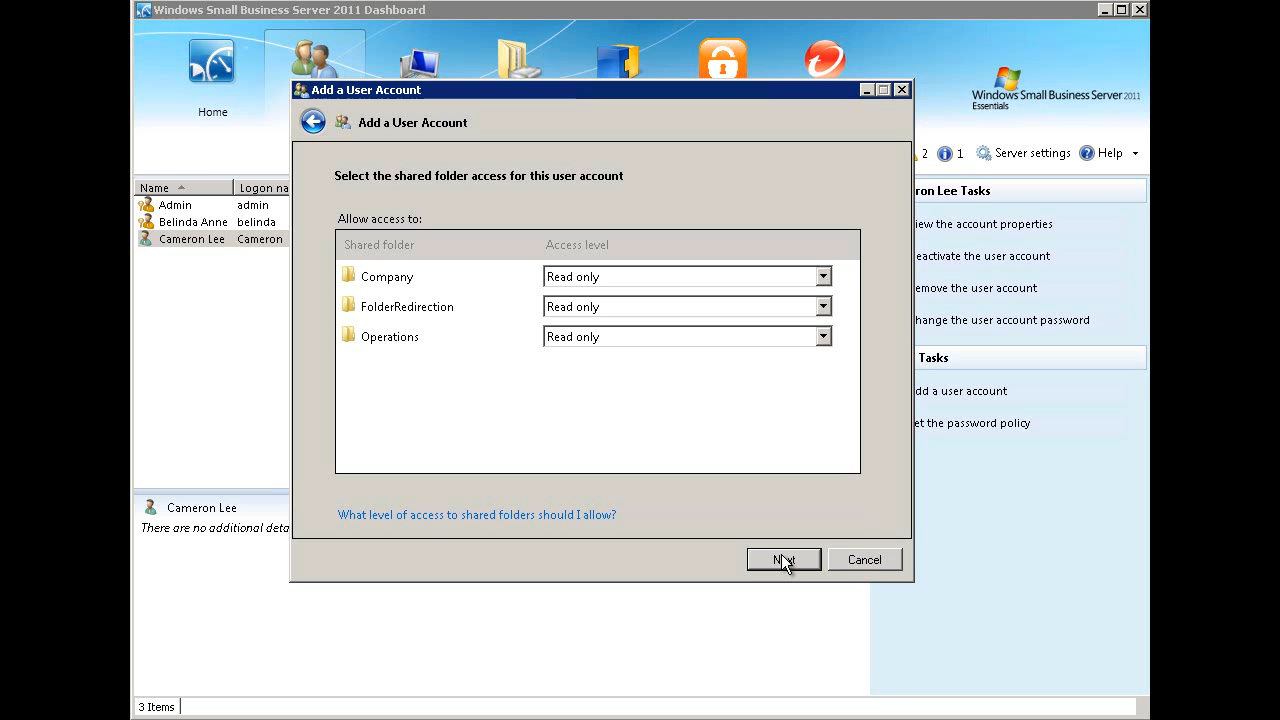 Windows Small Business Server 2011 Dashboard
Home
Windows Small Business Server 2011
Essentials
2 1 Server settings Help
Add a User Account
Add a User Account
Select the shared folder access for this user account
Allow access to:
Shared folder Access level
Company Read only
FolderRedirection Read only
Operations Read only
What level of access to shared folders should I allow?
Next Cancel
Name Logon na
Admin admin
Belinda Anne belinda
Cameron Lee Cameron
Cameron Lee
There are no additional deta
ron Lee Tasks
iew the account properties
eactivate the user account
emove the user account
hange the user account password
Tasks
dd a user account
et the password policy
3 Items